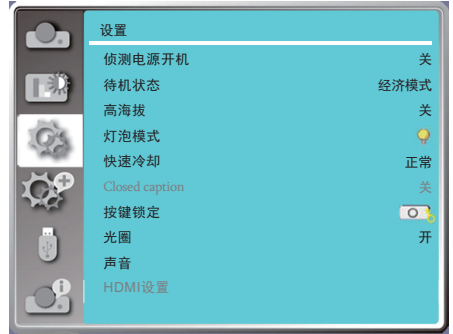 设置
侦测电源开机 关
待机状态 经济模式
高海拔 关
灯泡模式
快速冷却 正常
Closed caption 关
按键锁定
光圈 开
声音
HDMI设置